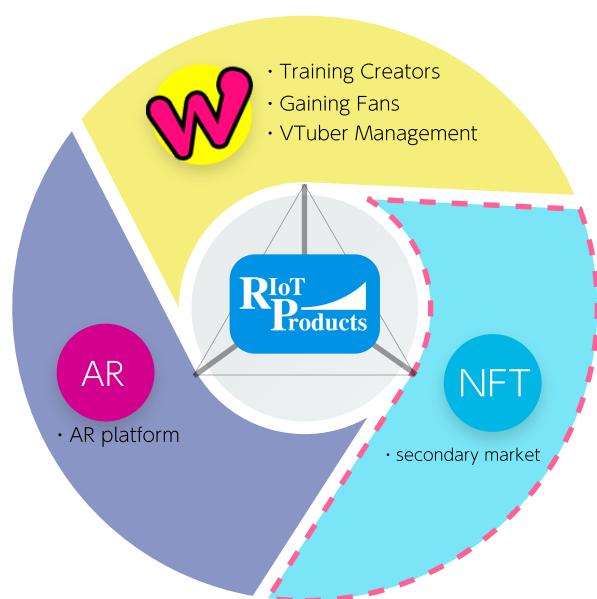 W
・Training Creators
・Gaining Fans
・VTuber Management
RIoT
Products
AR
・AR platform
NFT
・secondary market